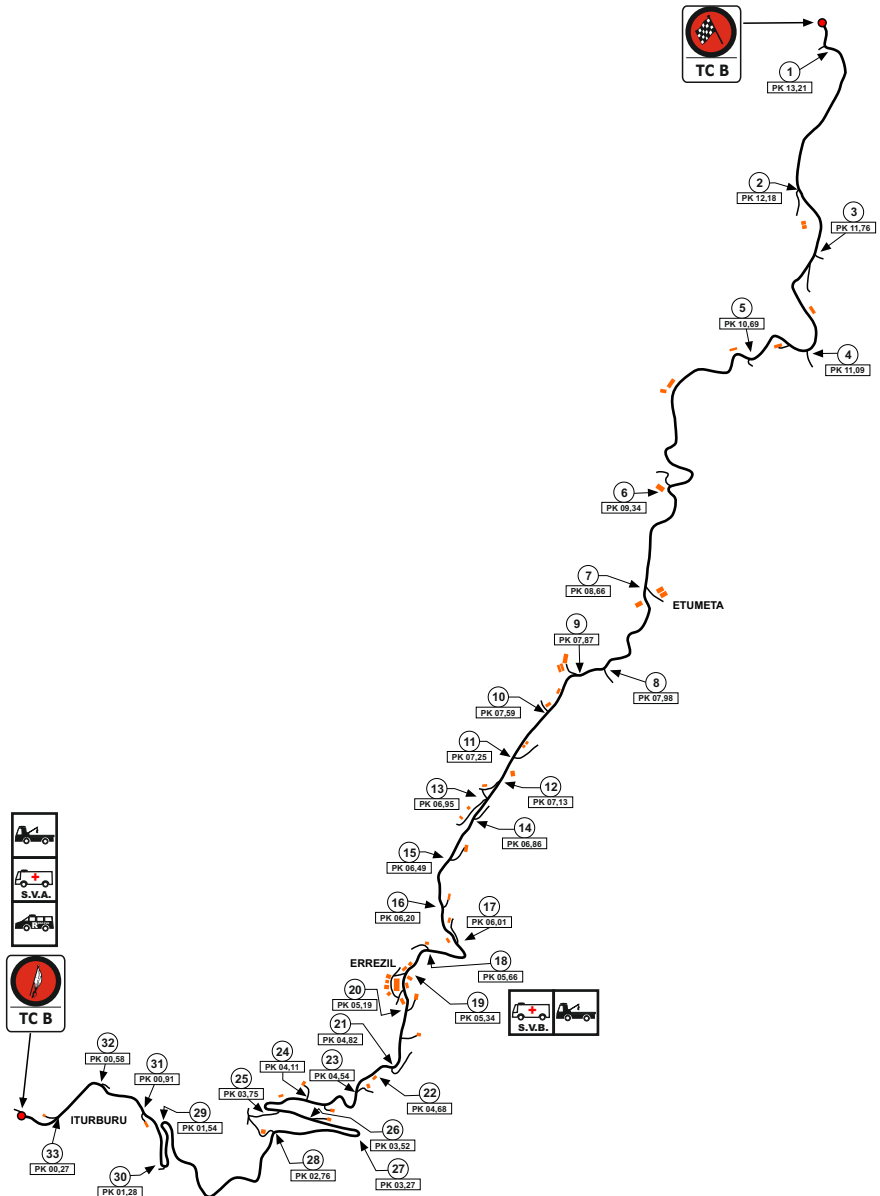 TC B
1
PK 13,21
2
PK 12,18
3
PK 11,76
5
PK 10,69
4
PK 11,09
6
PK 09,34
7
PK 08,66
ETUMETA
9
PK 07,87
8
PK 07,98
10
PK 07,59
11
PK 07,25
13
PK 06,95
12
PK 07,13
14
PK 06,86
15
PK 06,49
16
PK 06,20
17
PK 06,01
S.V.A.
ERREZIL
18
PK 05,66
20
PK 05,19
19
PK 05,34
S.V.B.
TC B
21
PK 04,82
32
PK 00,58
31
PK 00,91
24
PK 04,11
23
PK 04,54
25
PK 03,75
22
PK 04,68
ITURBURU
29
PK 01,54
26
PK 03,52
33
PK 00,27
30
PK 01,28
28
PK 02,76
27
PK 03,27